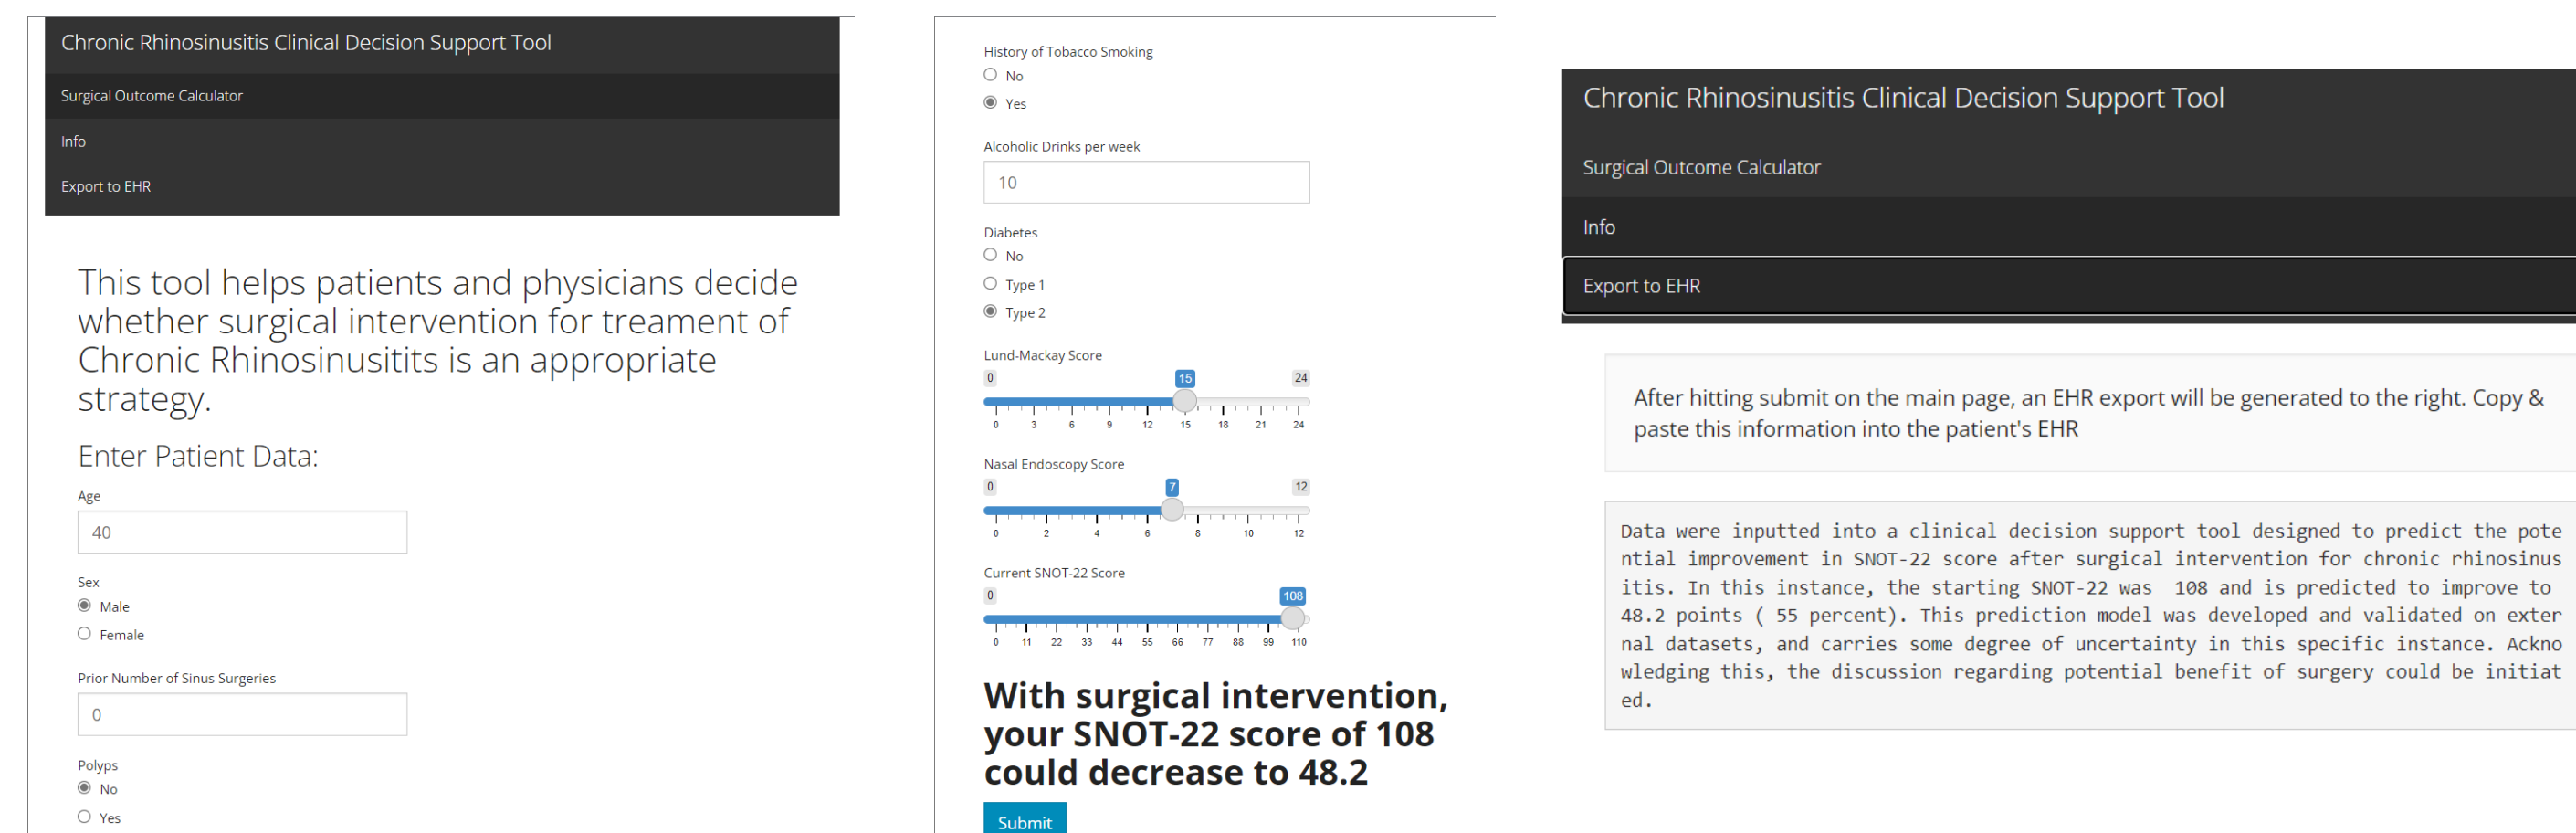 Chronic Rhinosinusitis Clinical Decision Support Tool
Surgical Outcome Calculator
Info
Export to EHR
This tool helps patients and physicians decide
whether surgical intervention for treament of
Chronic Rhinosinusitits is an appropriate
strategy.
Enter Patient Data:
Age
40
Sex
Male
Female
Prior Number of Sinus Surgeries
0
Polyps
No
Yes
History of Tobacco Smoking
No
Yes
Alcoholic Drinks per week
10
Diabetes
No
Type 1
Type 2
Lund-Mackay Score
0 15 24
0 3 6 9 12 15 18 21 24
Nasal Endoscopy Score
0 7 12
0 2 4 6 8 10 12
Current SNOT-22 Score
0 108
0 11 22 33 44 55 66 77 88 99 110
With surgical intervention,
your SNOT-22 score of 108
could decrease to 48.2
Submit
Chronic Rhinosinusitis Clinical Decision Support Tool
Surgical Outcome Calculator
Info
Export to EHR
After hitting submit on the main page, an EHR export will be generated to the right. Copy &
paste this information into the patient's EHR
Data were inputted into a clinical decision support tool designed to predict the pote
ntial improvement in SNOT-22 score after surgical intervention for chronic rhinosinus
itis. In this instance, the starting SNOT-22 was  108 and is predicted to improve to
48.2 points ( 55 percent). This prediction model was developed and validated on exter
nal datasets, and carries some degree of uncertainty in this specific instance. Ackno
wledging this, the discussion regarding potential benefit of surgery could be initiat
ed.